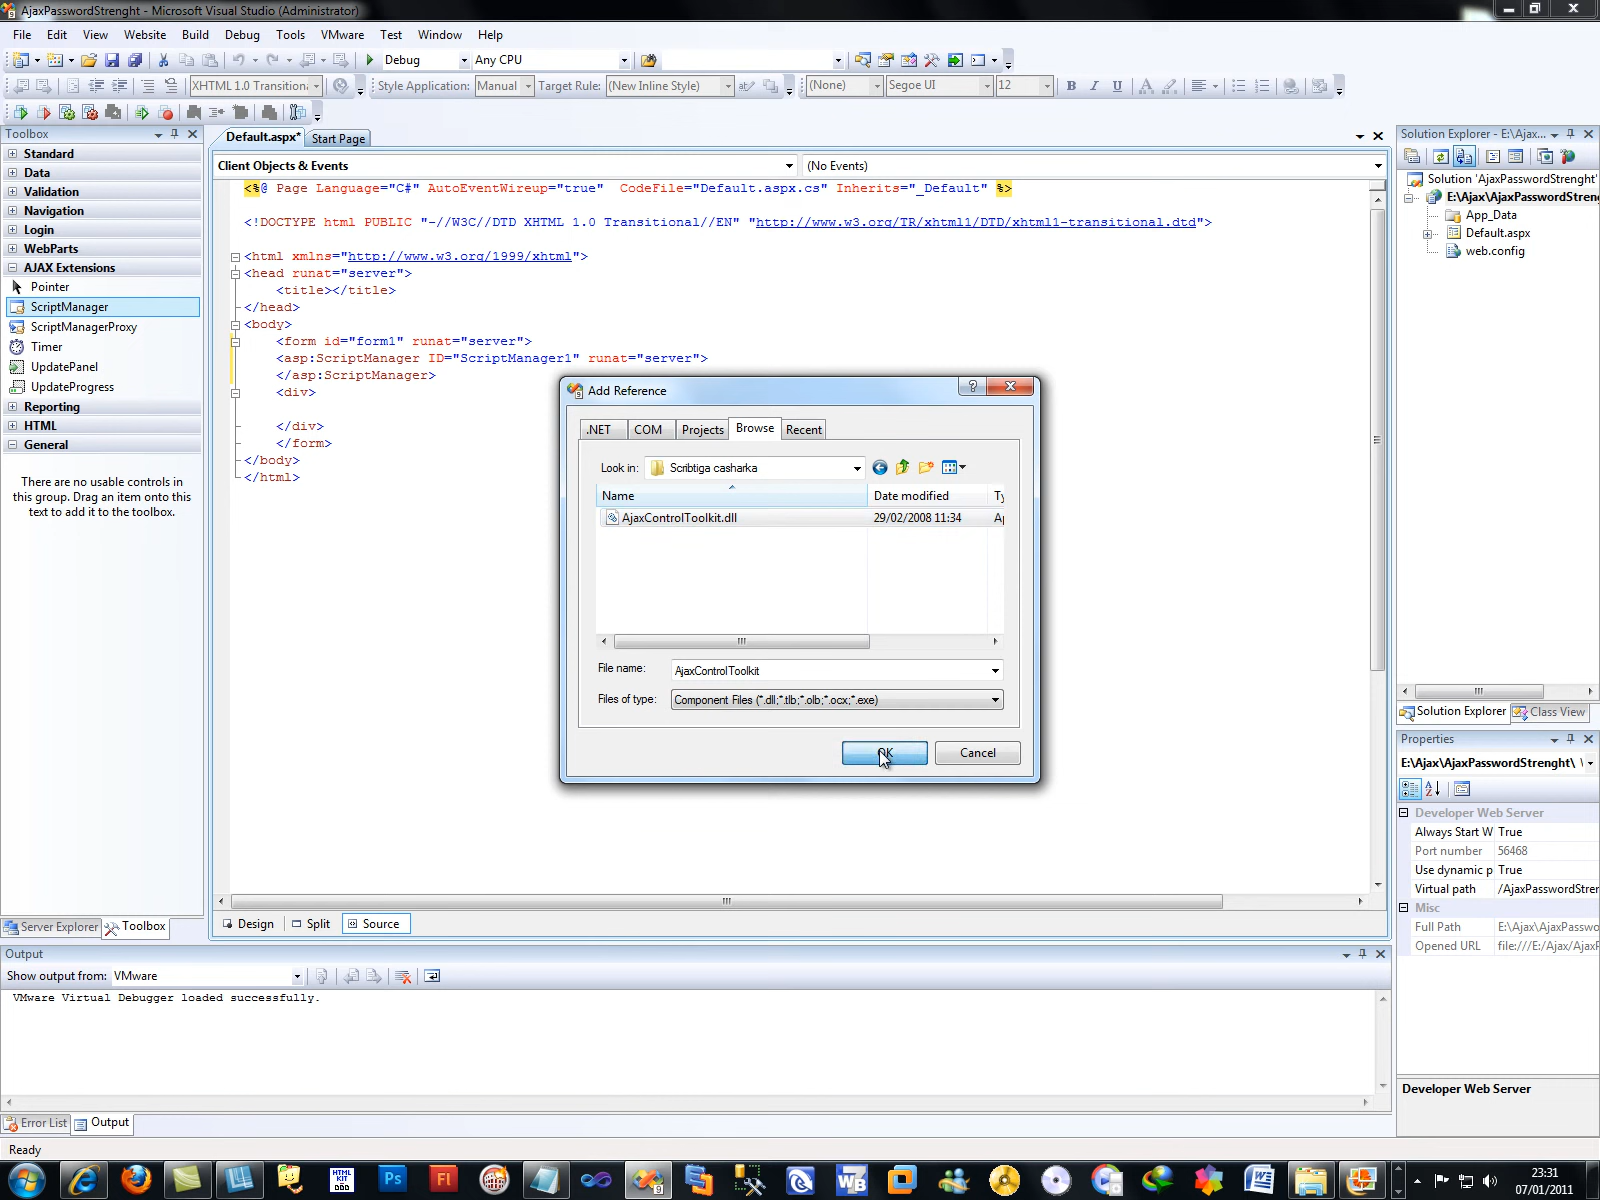 AjaxPasswordStrenght - Microsoft Visual Studio (Administrator)
File Edit View Website Build Debug Tools VMware Test Window Help
Debug Any CPU
XHTML 1.0 Transition: Style Application: Manual Target Rule: (New Inline Style) (None) Segoe UI 12 B I U A
Toolbox
Standard
Data
Validation
Navigation
Login
WebParts
AJAX Extensions
Pointer
ScriptManager
ScriptManagerProxy
Timer
UpdatePanel
UpdateProgress
Reporting
HTML
General
There are no usable controls in
this group. Drag an item onto this
text to add it to the toolbox.
Server Explorer Toolbox
Default.aspx* Start Page
Client Objects & Events (No Events)
<%@ Page Language="C#" AutoEventWireup="true"  CodeFile="Default.aspx.cs" Inherits="_Default" %>
<!DOCTYPE html PUBLIC "-//W3C//DTD XHTML 1.0 Transitional//EN" "http://www.w3.org/TR/xhtml1/DTD/xhtml1-transitional.dtd">
<html xmlns="http://www.w3.org/1999/xhtml">
<head runat="server">
<title></title>
</head>
<body>
<form id="form1" runat="server">
<asp:ScriptManager ID="ScriptManager1" runat="server">
</asp:ScriptManager>
<div>
</div>
</form>
</body>
</html>
Design Split Source
Add Reference
.NET COM Projects Browse Recent
Look in: Scribtiga casharka
Name Date modified Ty
AjaxControlToolkit.dll 29/02/2008 11:34 Ap
File name: AjaxControlToolkit
Files of type: Component Files (*.dll;*.tlb;*.olb;*.ocx;*.exe)
OK Cancel
Solution Explorer - E:\Ajax...
Solution 'AjaxPasswordStrenght'
E:\Ajax\AjaxPasswordStreng
App_Data
Default.aspx
web.config
Solution Explorer Class View
Properties
E:\Ajax\AjaxPasswordStrenght\
Developer Web Server
Always Start W True
Port number 56468
Use dynamic p True
Virtual path /AjaxPasswordStren
Misc
Full Path E:\Ajax\AjaxPasswo
Opened URL file:///E:/Ajax/AjaxP
Developer Web Server
Output
Show output from: VMware
VMware Virtual Debugger loaded successfully.
Error List Output
Ready
HTML
KIT
Ps Fl WB
23:31
07/01/2011